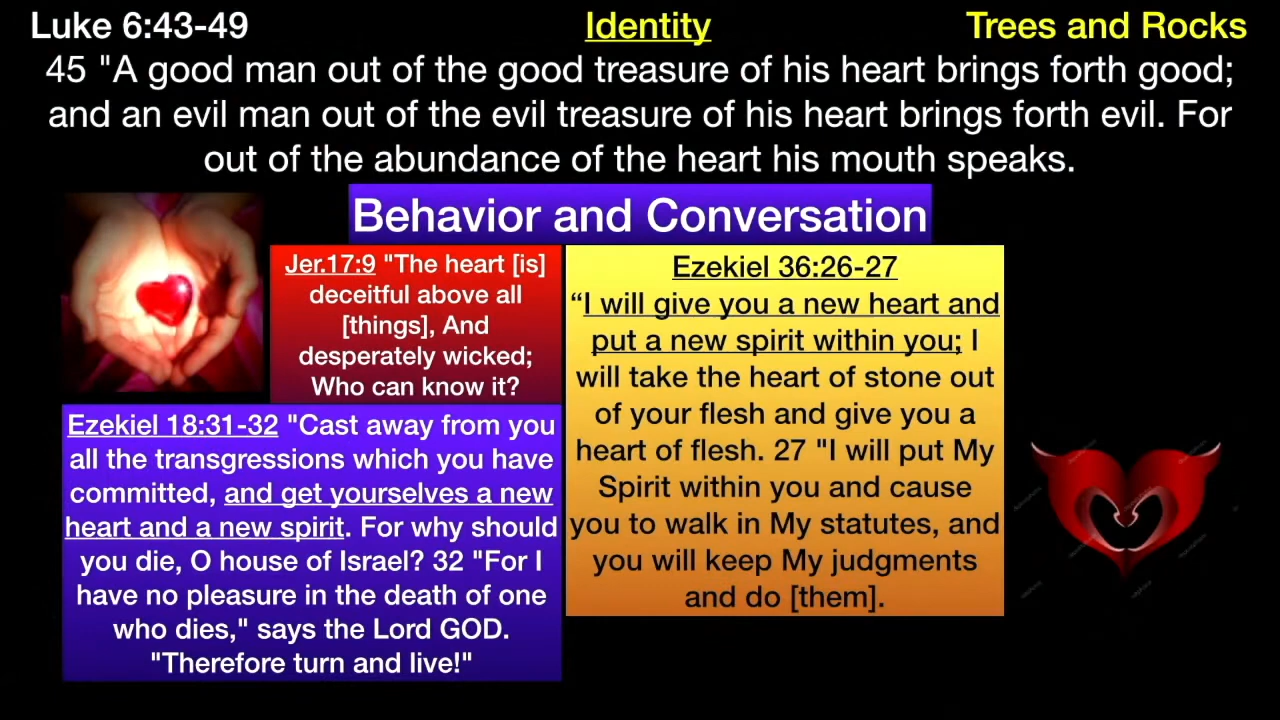 Luke 6:43-49
Identity
Trees and Rocks
45 "A good man out of the good treasure of his heart brings forth good;
and an evil man out of the evil treasure of his heart brings forth evil. For
out of the abundance of the heart his mouth speaks.
Behavior and Conversation
Jer.17:9 "The heart [is]
deceitful above all
[things], And
desperately wicked;
Who can know it?
Ezekiel 18:31-32 "Cast away from you
all the transgressions which you have
committed, and get yourselves a new
heart and a new spirit. For why should
you die, O house of Israel? 32 "For I
have no pleasure in the death of one
who dies," says the Lord GOD.
"Therefore turn and live!"
Ezekiel 36:26-27
“I will give you a new heart and
put a new spirit within you; I
will take the heart of stone out
of your flesh and give you a
heart of flesh. 27 "I will put My
Spirit within you and cause
you to walk in My statutes, and
you will keep My judgments
and do [them].